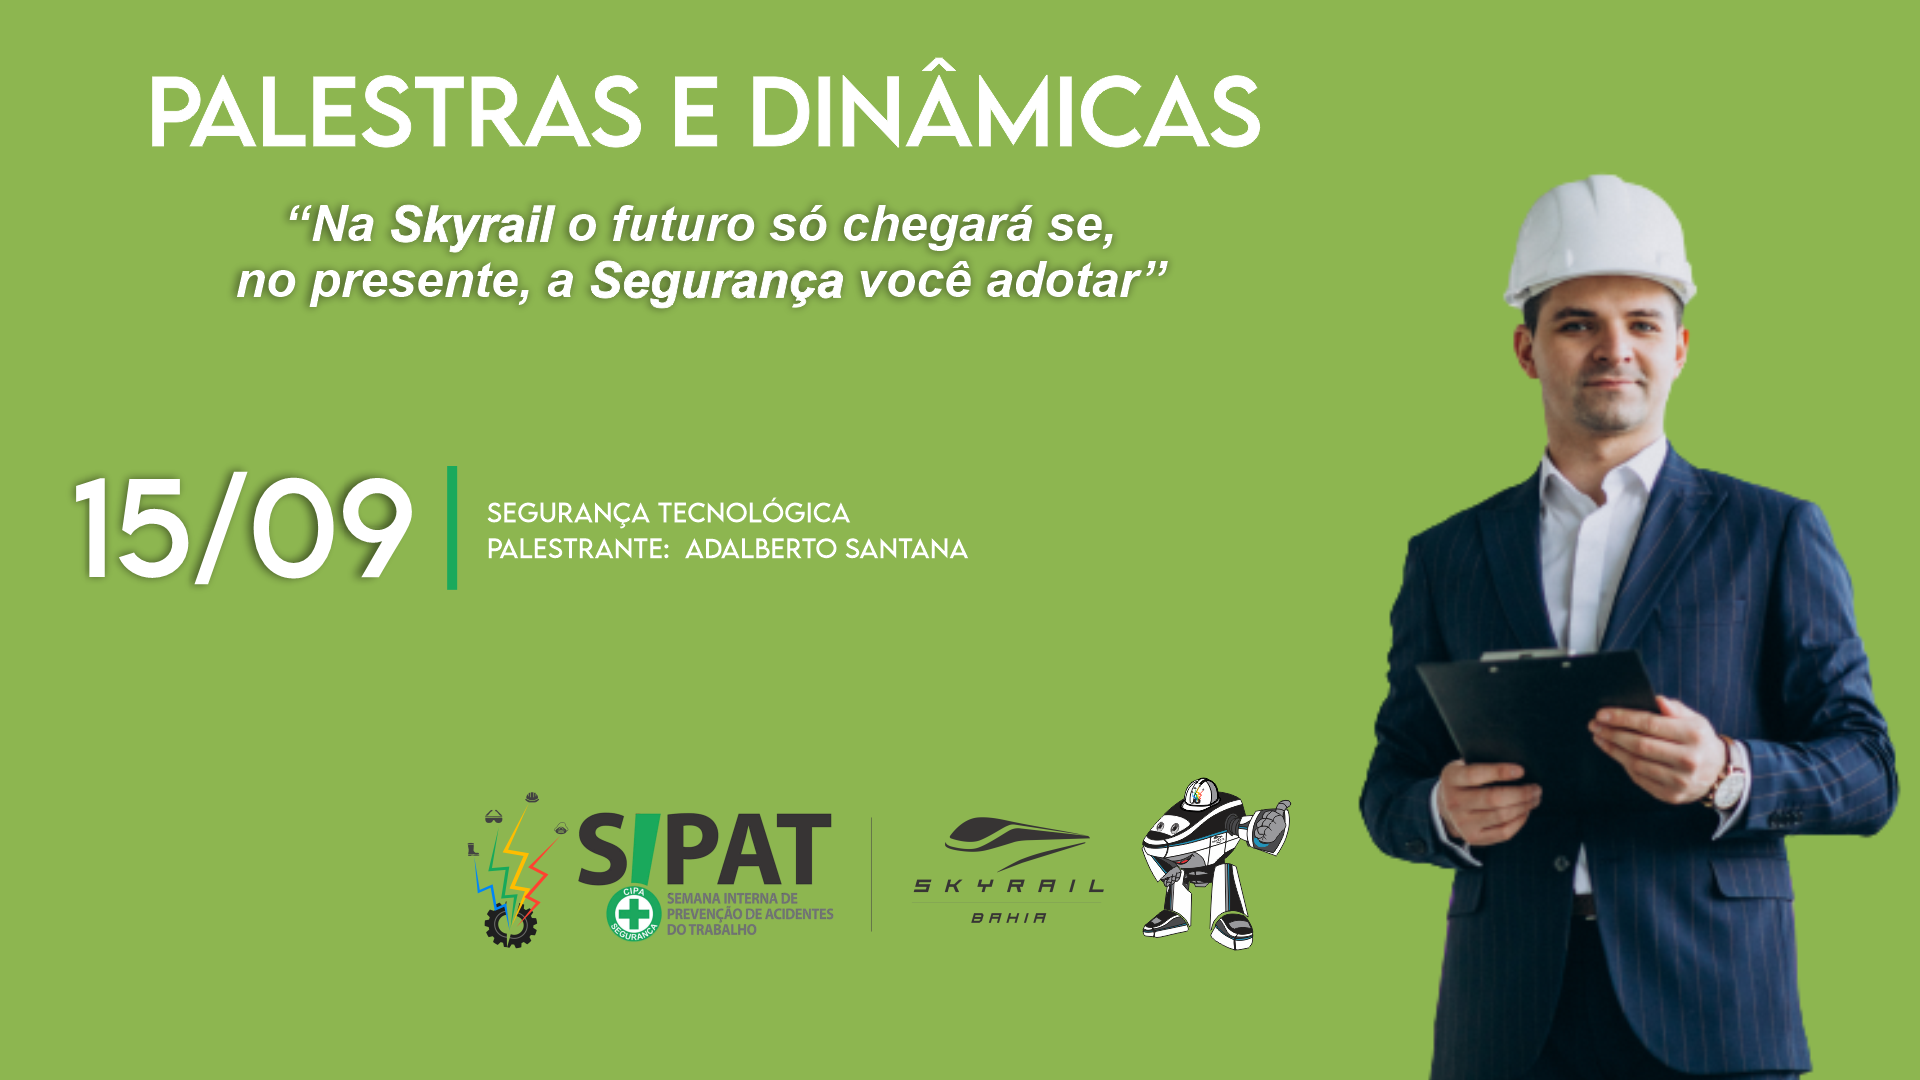 PALESTRAS E DINÂMICAS
“Na Skyrail o futuro só chegará se,
no presente, a Segurança você adotar”
15/09
SEGURANÇA TECNOLÓGICA
PALESTRANTE: ADALBERTO SANTANA
SIPAT
CIPA
SEGURANÇA
SEMANA INTERNA DE
PREVENÇÃO DE ACIDENTES
DO TRABALHO
SKYRAIL
BAHIA